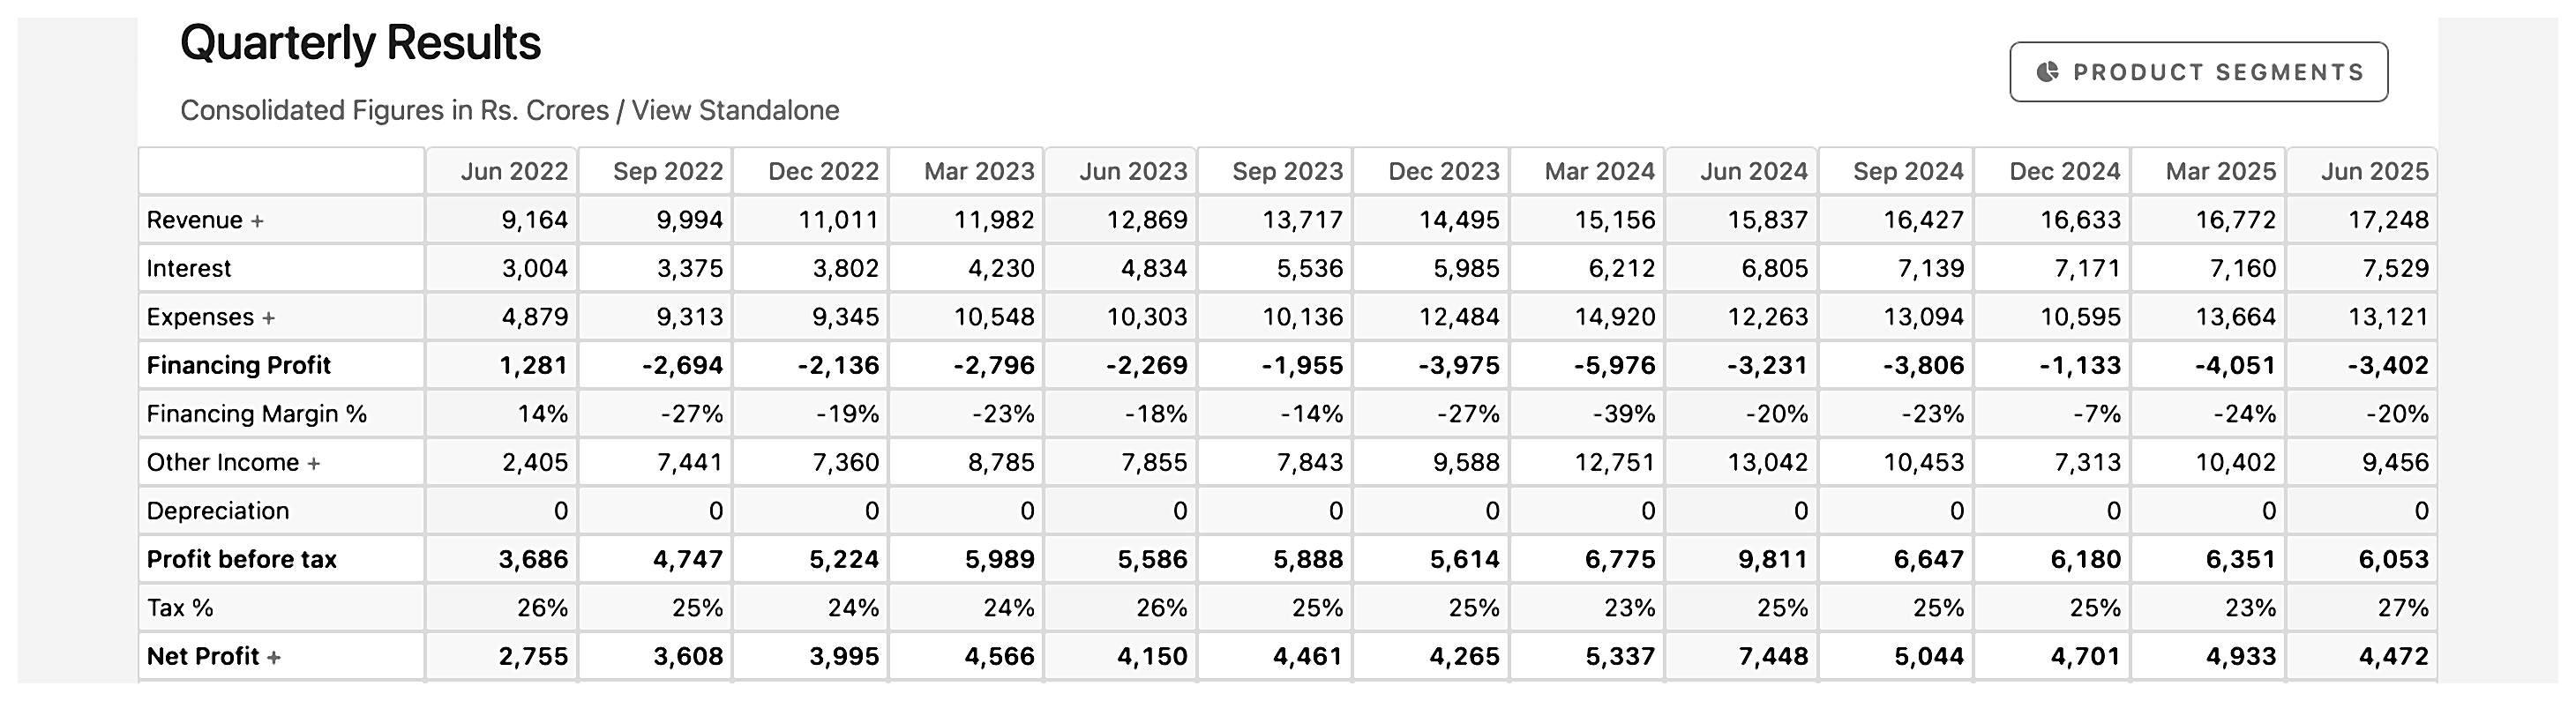 Quarterly Results
PRODUCT SEGMENTS
Consolidated Figures in Rs. Crores / View Standalone
Jun 2022 Sep 2022 Dec 2022 Mar 2023 Jun 2023 Sep 2023 Dec 2023 Mar 2024 Jun 2024 Sep 2024 Dec 2024 Mar 2025 Jun 2025
Revenue + 9,164 9,994 11,011 11,982 12,869 13,717 14,495 15,156 15,837 16,427 16,633 16,772 17,248
Interest 3,004 3,375 3,802 4,230 4,834 5,536 5,985 6,212 6,805 7,139 7,171 7,160 7,529
Expenses + 4,879 9,313 9,345 10,548 10,303 10,136 12,484 14,920 12,263 13,094 10,595 13,664 13,121
Financing Profit 1,281 -2,694 -2,136 -2,796 -2,269 -1,955 -3,975 -5,976 -3,231 -3,806 -1,133 -4,051 -3,402
Financing Margin % 14% -27% -19% -23% -18% -14% -27% -39% -20% -23% -7% -24% -20%
Other Income + 2,405 7,441 7,360 8,785 7,855 7,843 9,588 12,751 13,042 10,453 7,313 10,402 9,456
Depreciation 0 0 0 0 0 0 0 0 0 0 0 0 0
Profit before tax 3,686 4,747 5,224 5,989 5,586 5,888 5,614 6,775 9,811 6,647 6,180 6,351 6,053
Tax % 26% 25% 24% 24% 26% 25% 25% 23% 25% 25% 25% 23% 27%
Net Profit + 2,755 3,608 3,995 4,566 4,150 4,461 4,265 5,337 7,448 5,044 4,701 4,933 4,472